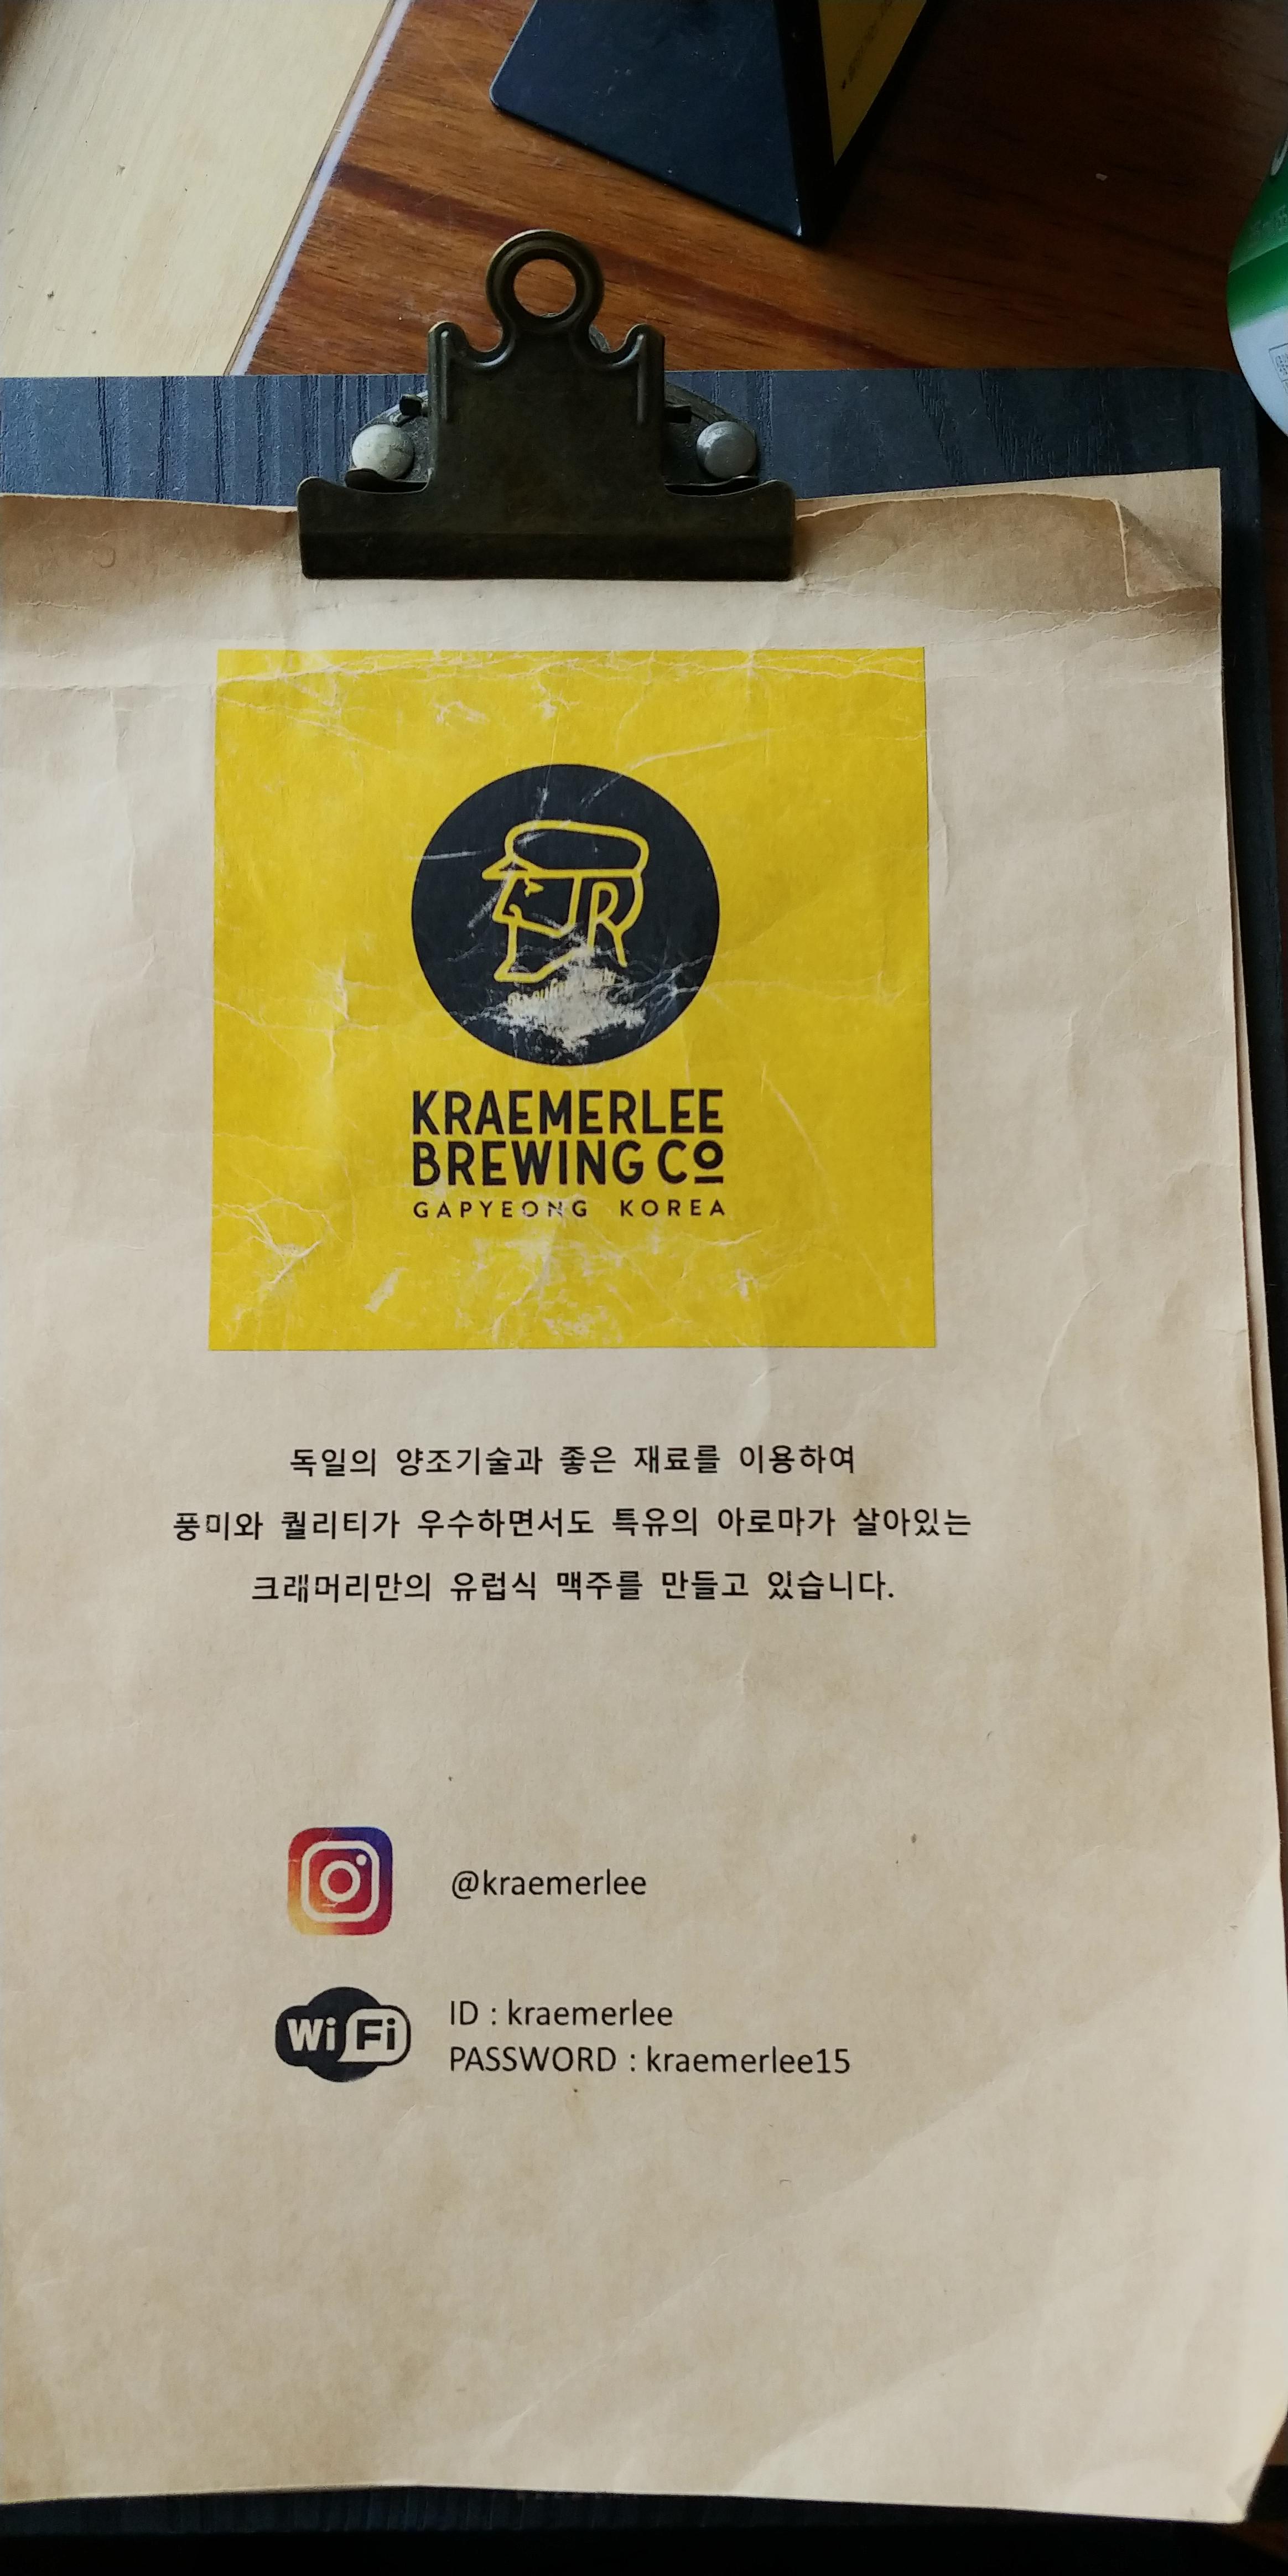 KRAEMERLEE
BREWING CO
GAPYEONG KOREA
독일의 양조기술과 좋은 재료를 이용하여
풍미와 퀄리티가 우수하면서도 특유의 아로마가 살아있는
크래머리만의 유럽식 맥주를 만들고 있습니다.
@kraemerlee
WiFi
ID : kraemerlee
PASSWORD : kraemerlee15